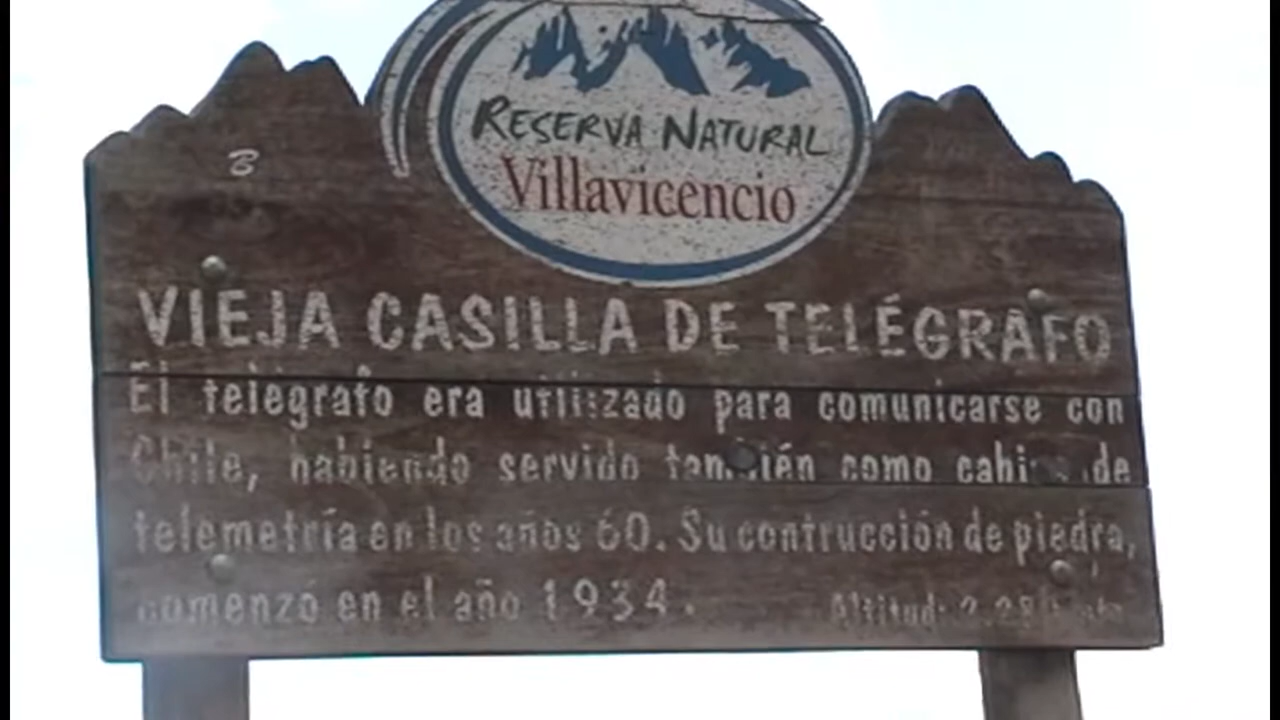 RESERVA NATURAL
Villavicencio
B
VIEJA CASILLA DE TELÉGRAFO
El telégrafo era utilizado para comunicarse con
Chile, habiendo servido también como de
telemetría en los años 60. Su contrucción de piedra,
comenzó en el año 1934.
Altitud: